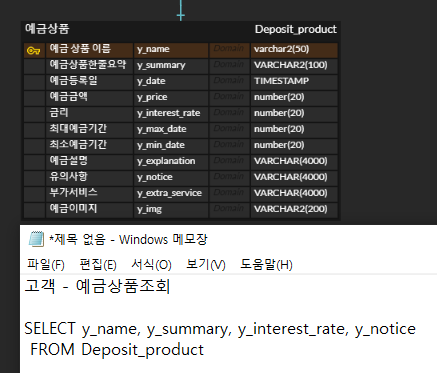 예금상품 Deposit_product
예금 상품 이름 y_name Domain varchar2(50)
예금상품한줄요약 y_summary Domain VARCHAR2(100)
예금등록일 y_date Domain TIMESTAMP
예금금액 y_price Domain number(20)
금리 y_interest_rate Domain number(20)
최대예금기간 y_max_date Domain number(20)
최소예금기간 y_min_date Domain number(20)
예금설명 y_explanation Domain VARCHAR(4000)
유의사항 y_notice Domain VARCHAR(4000)
부가서비스 y_extra_service Domain VARCHAR(4000)
예금이미지 y_img Domain VARCHAR2(200)
*제목 없음 - Windows 메모장
파일(F) 편집(E) 서식(O) 보기(V) 도움말(H)
고객 - 예금상품조회
SELECT y_name, y_summary, y_interest_rate, y_notice
FROM Deposit_product